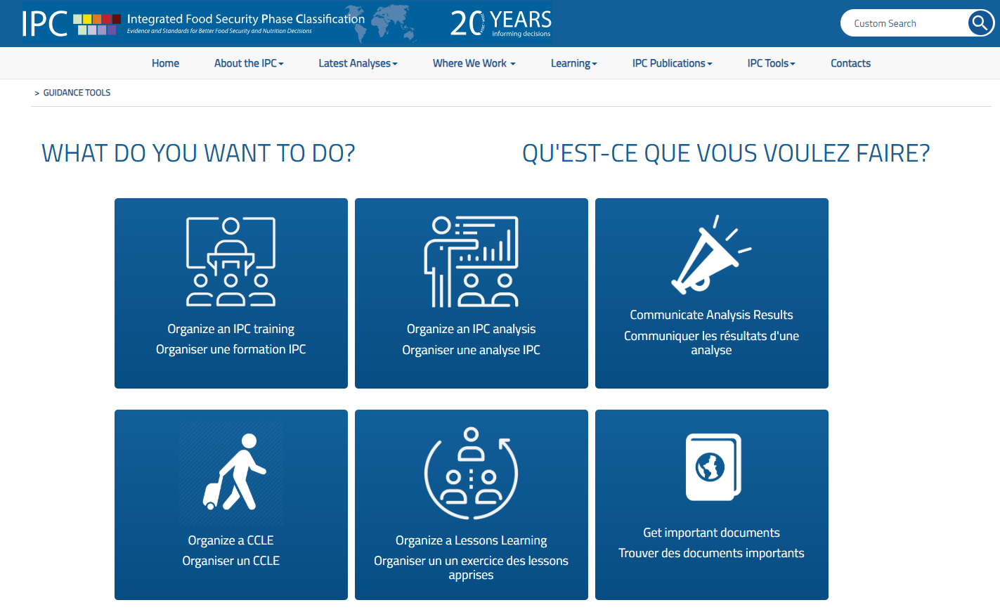 IPC
Integrated Food Security Phase Classification
Evidence and Standards for Better Food Security and Nutrition Decisions
20 YEARS
informing decisions
Custom Search
Home
About the IPC
Latest Analyses
Where We Work
Learning
IPC Publications
IPC Tools
Contacts
> GUIDANCE TOOLS
WHAT DO YOU WANT TO DO?
QU'EST-CE QUE VOUS VOULEZ FAIRE?
Organize an IPC training
Organiser une formation IPC
Organize an IPC analysis
Organiser une analyse IPC
Communicate Analysis Results
Communiquer les résultats d'une
analyse
Organize a CCLE
Organiser un CCLE
Organize a Lessons Learning
Organiser un un exercice des lessons
apprises
Get important documents
Trouver des documents importants